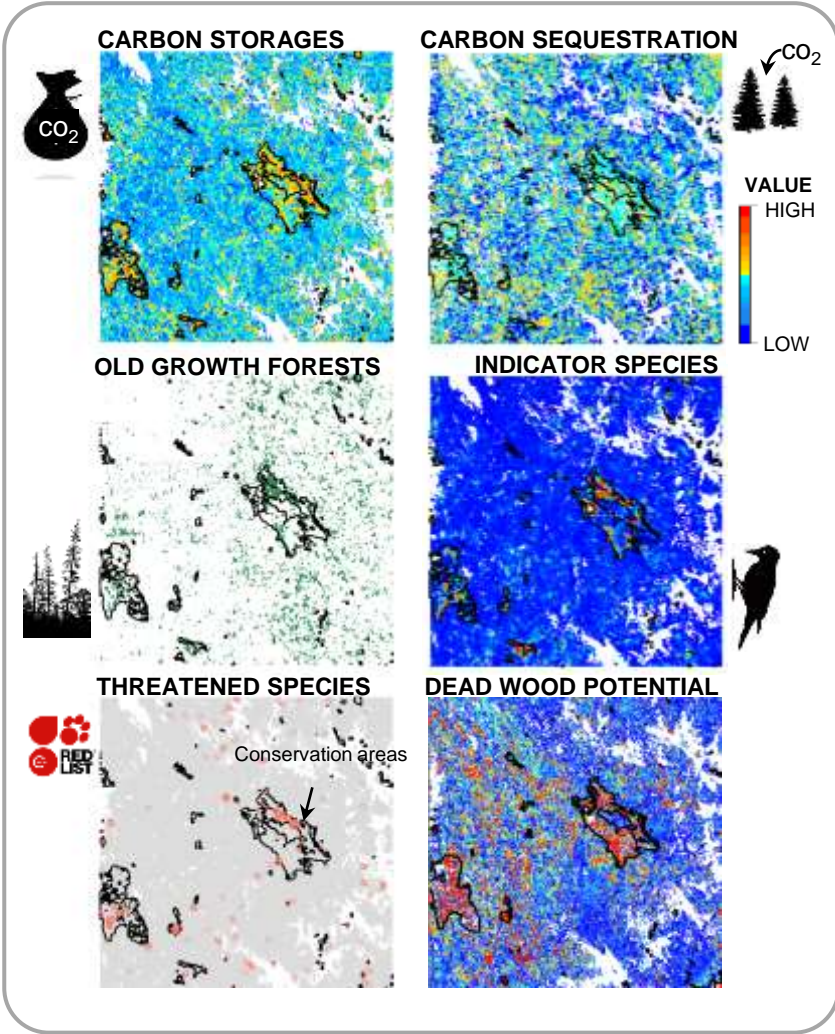 CARBON STORAGES
CARBON SEQUESTRATION
CO2
CO2
VALUE
HIGH
LOW
OLD GROWTH FORESTS
INDICATOR SPECIES
THREATENED SPECIES
DEAD WOOD POTENTIAL
RED
LIST
Conservation areas